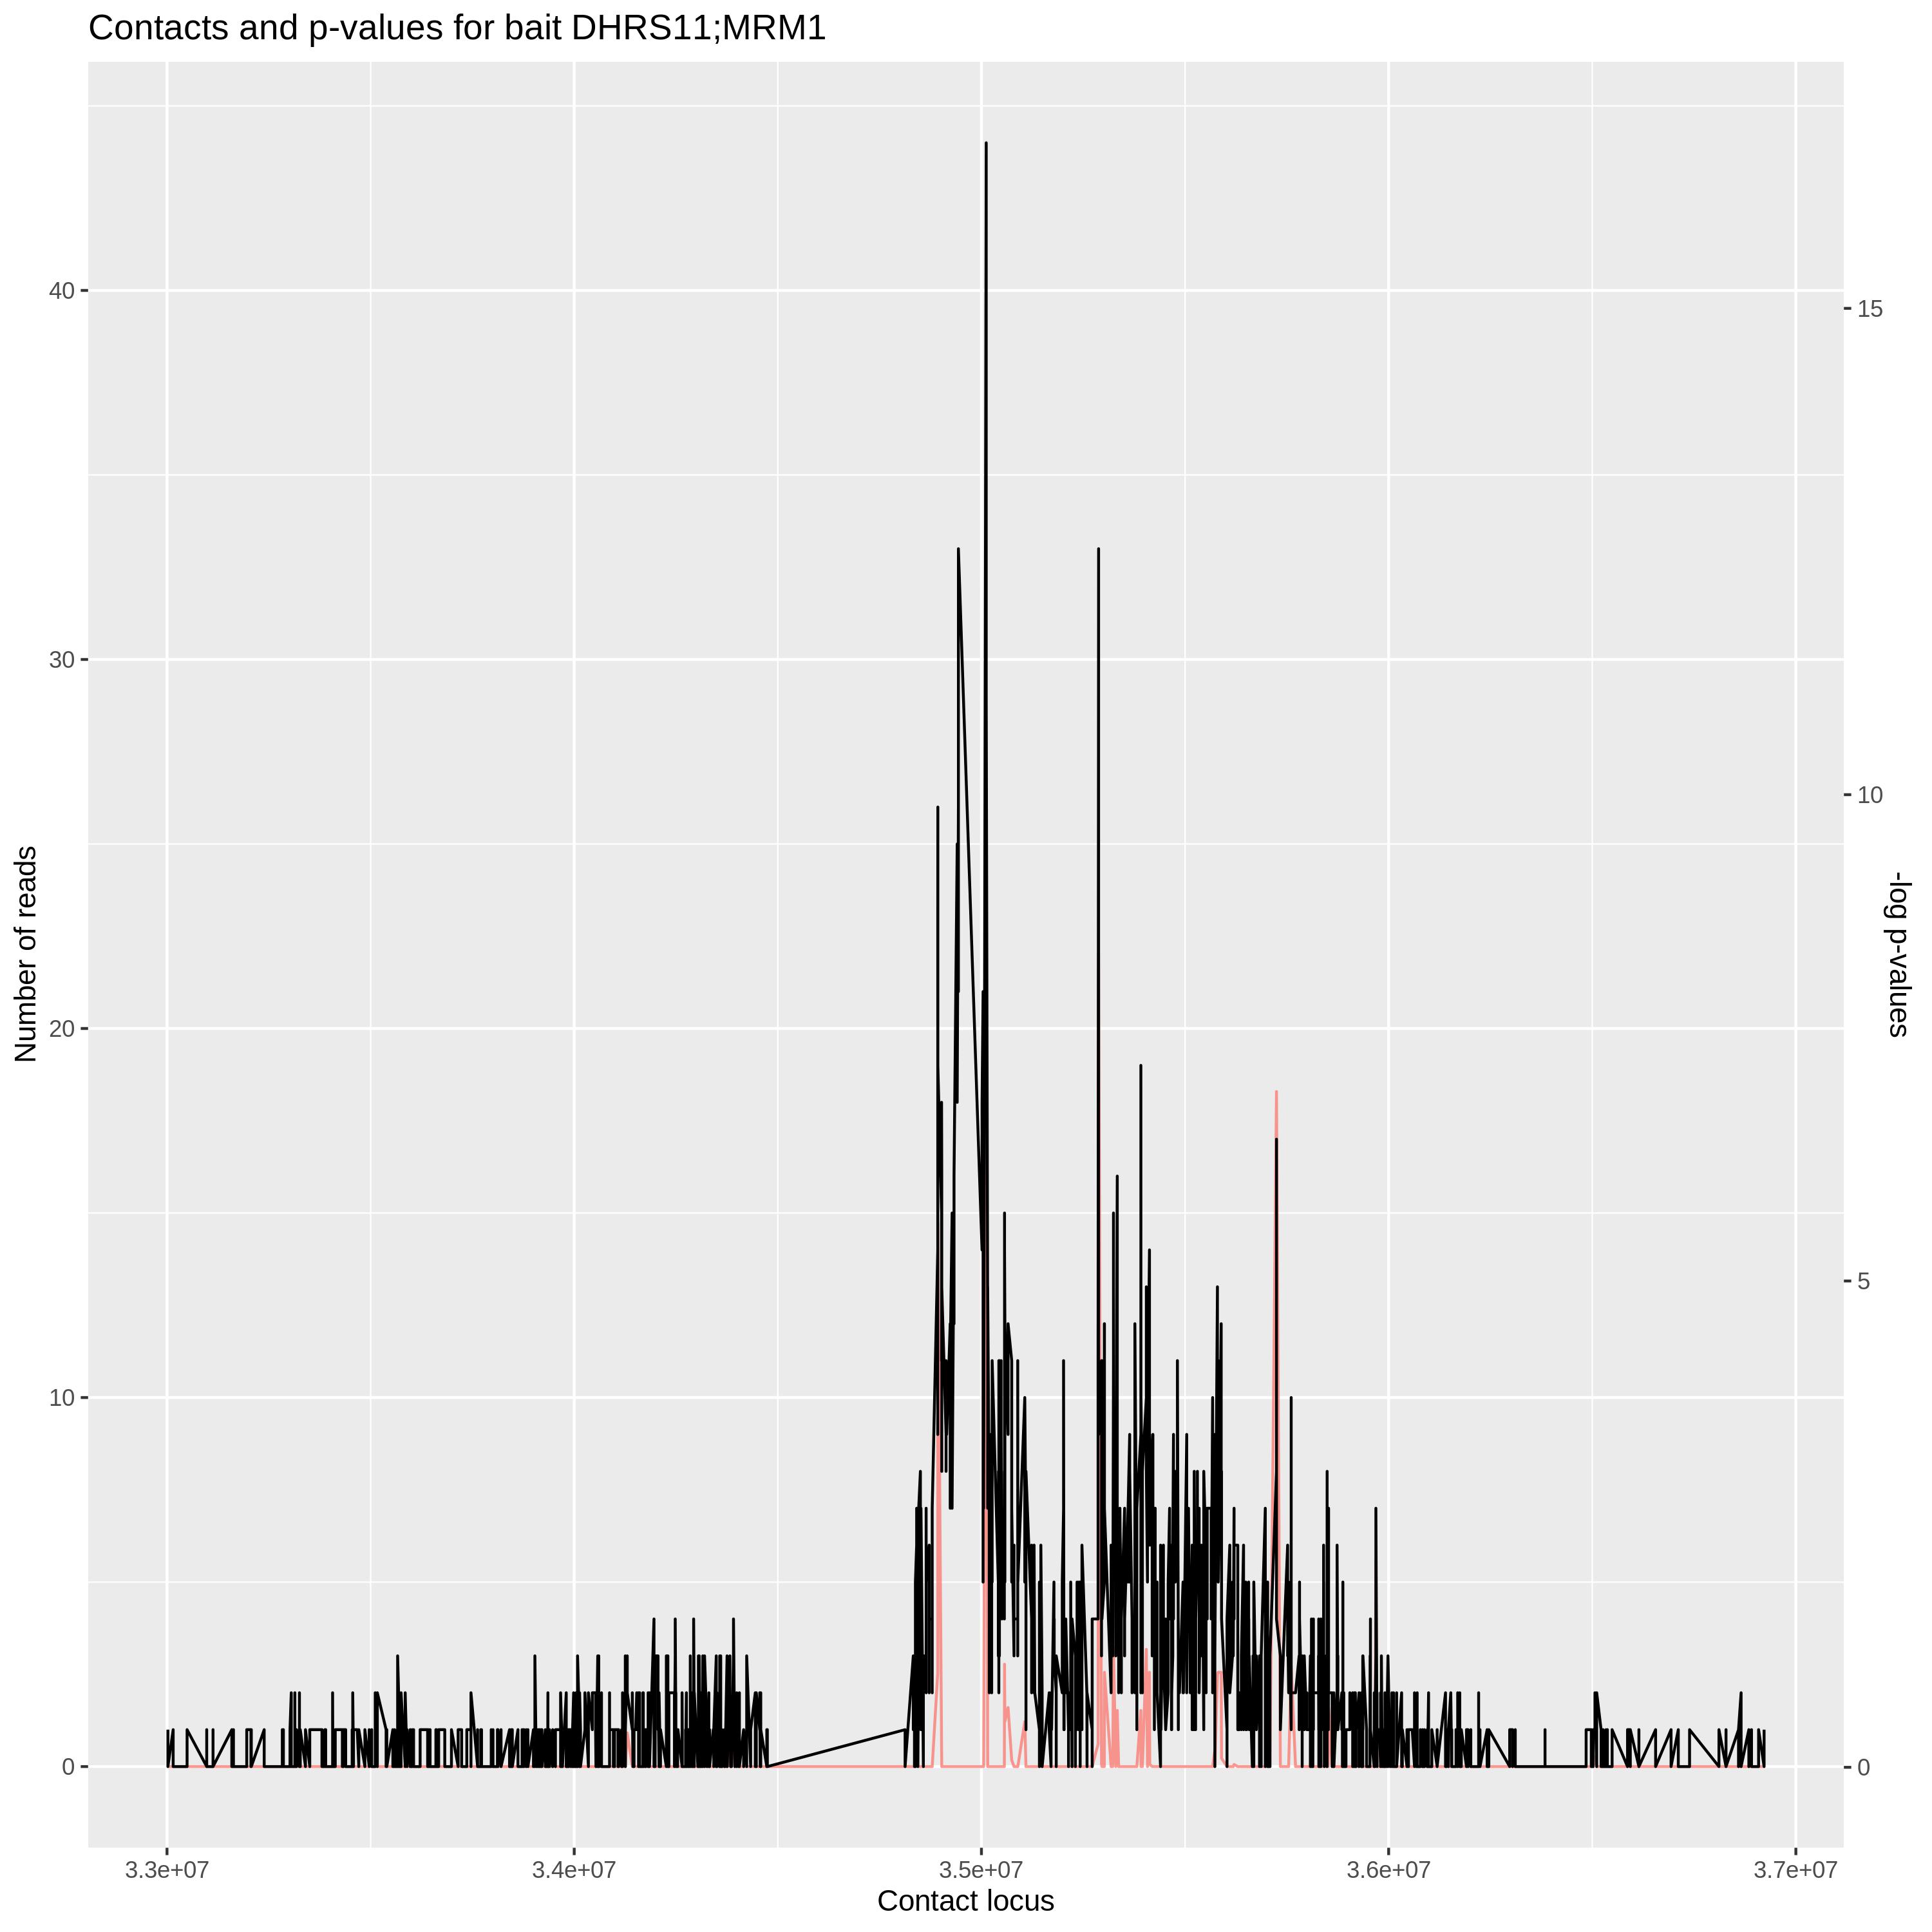 Contacts and p-values for bait DHRS11;MRM1
Number of reads
40
30
20
10
0
15
10
5
0
-log p-values
3.3e+07 3.4e+07 3.5e+07 3.6e+07 3.7e+07
Contact locus